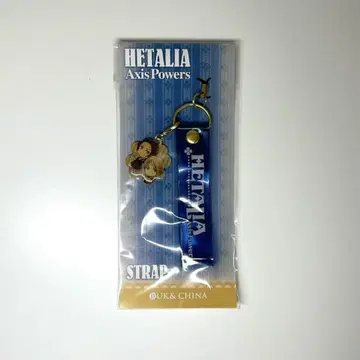 HETALIA
Axis Powers
HETALIA
STRAP
UK& CHINA